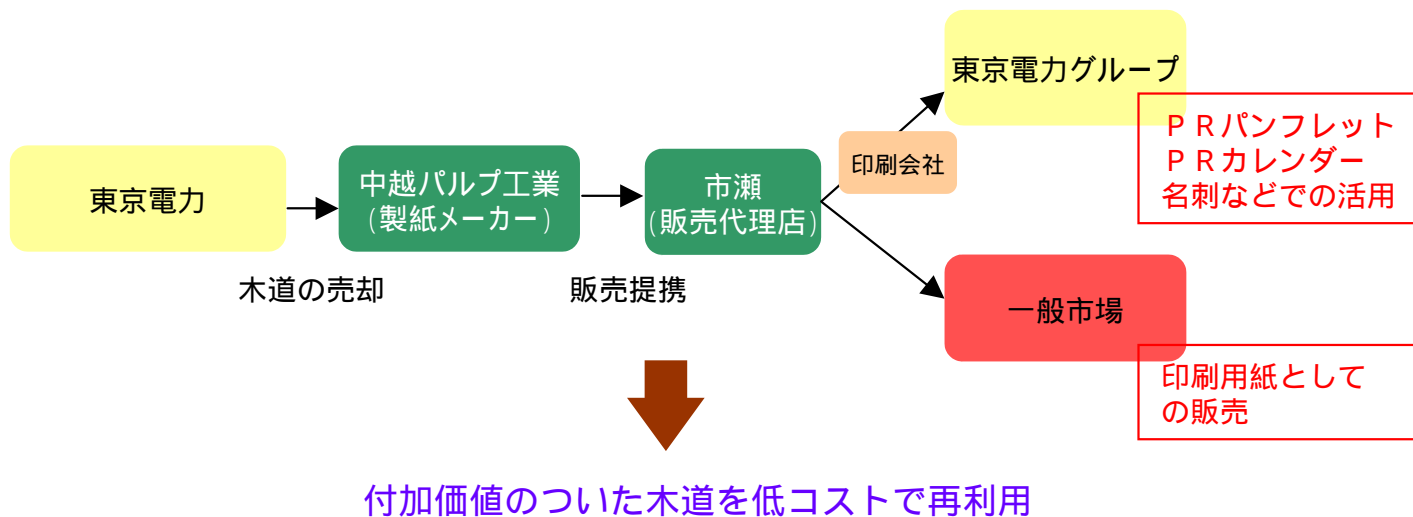 東京電力グループ
ＰＲパンフレット
ＰＲカレンダー
名刺などでの活用
印刷会社
東京電力
中越パルプ工業
(製紙メーカー)
市瀬
(販売代理店)
木道の売却
販売提携
一般市場
印刷用紙として
の販売
付加価値のついた木道を低コストで再利用